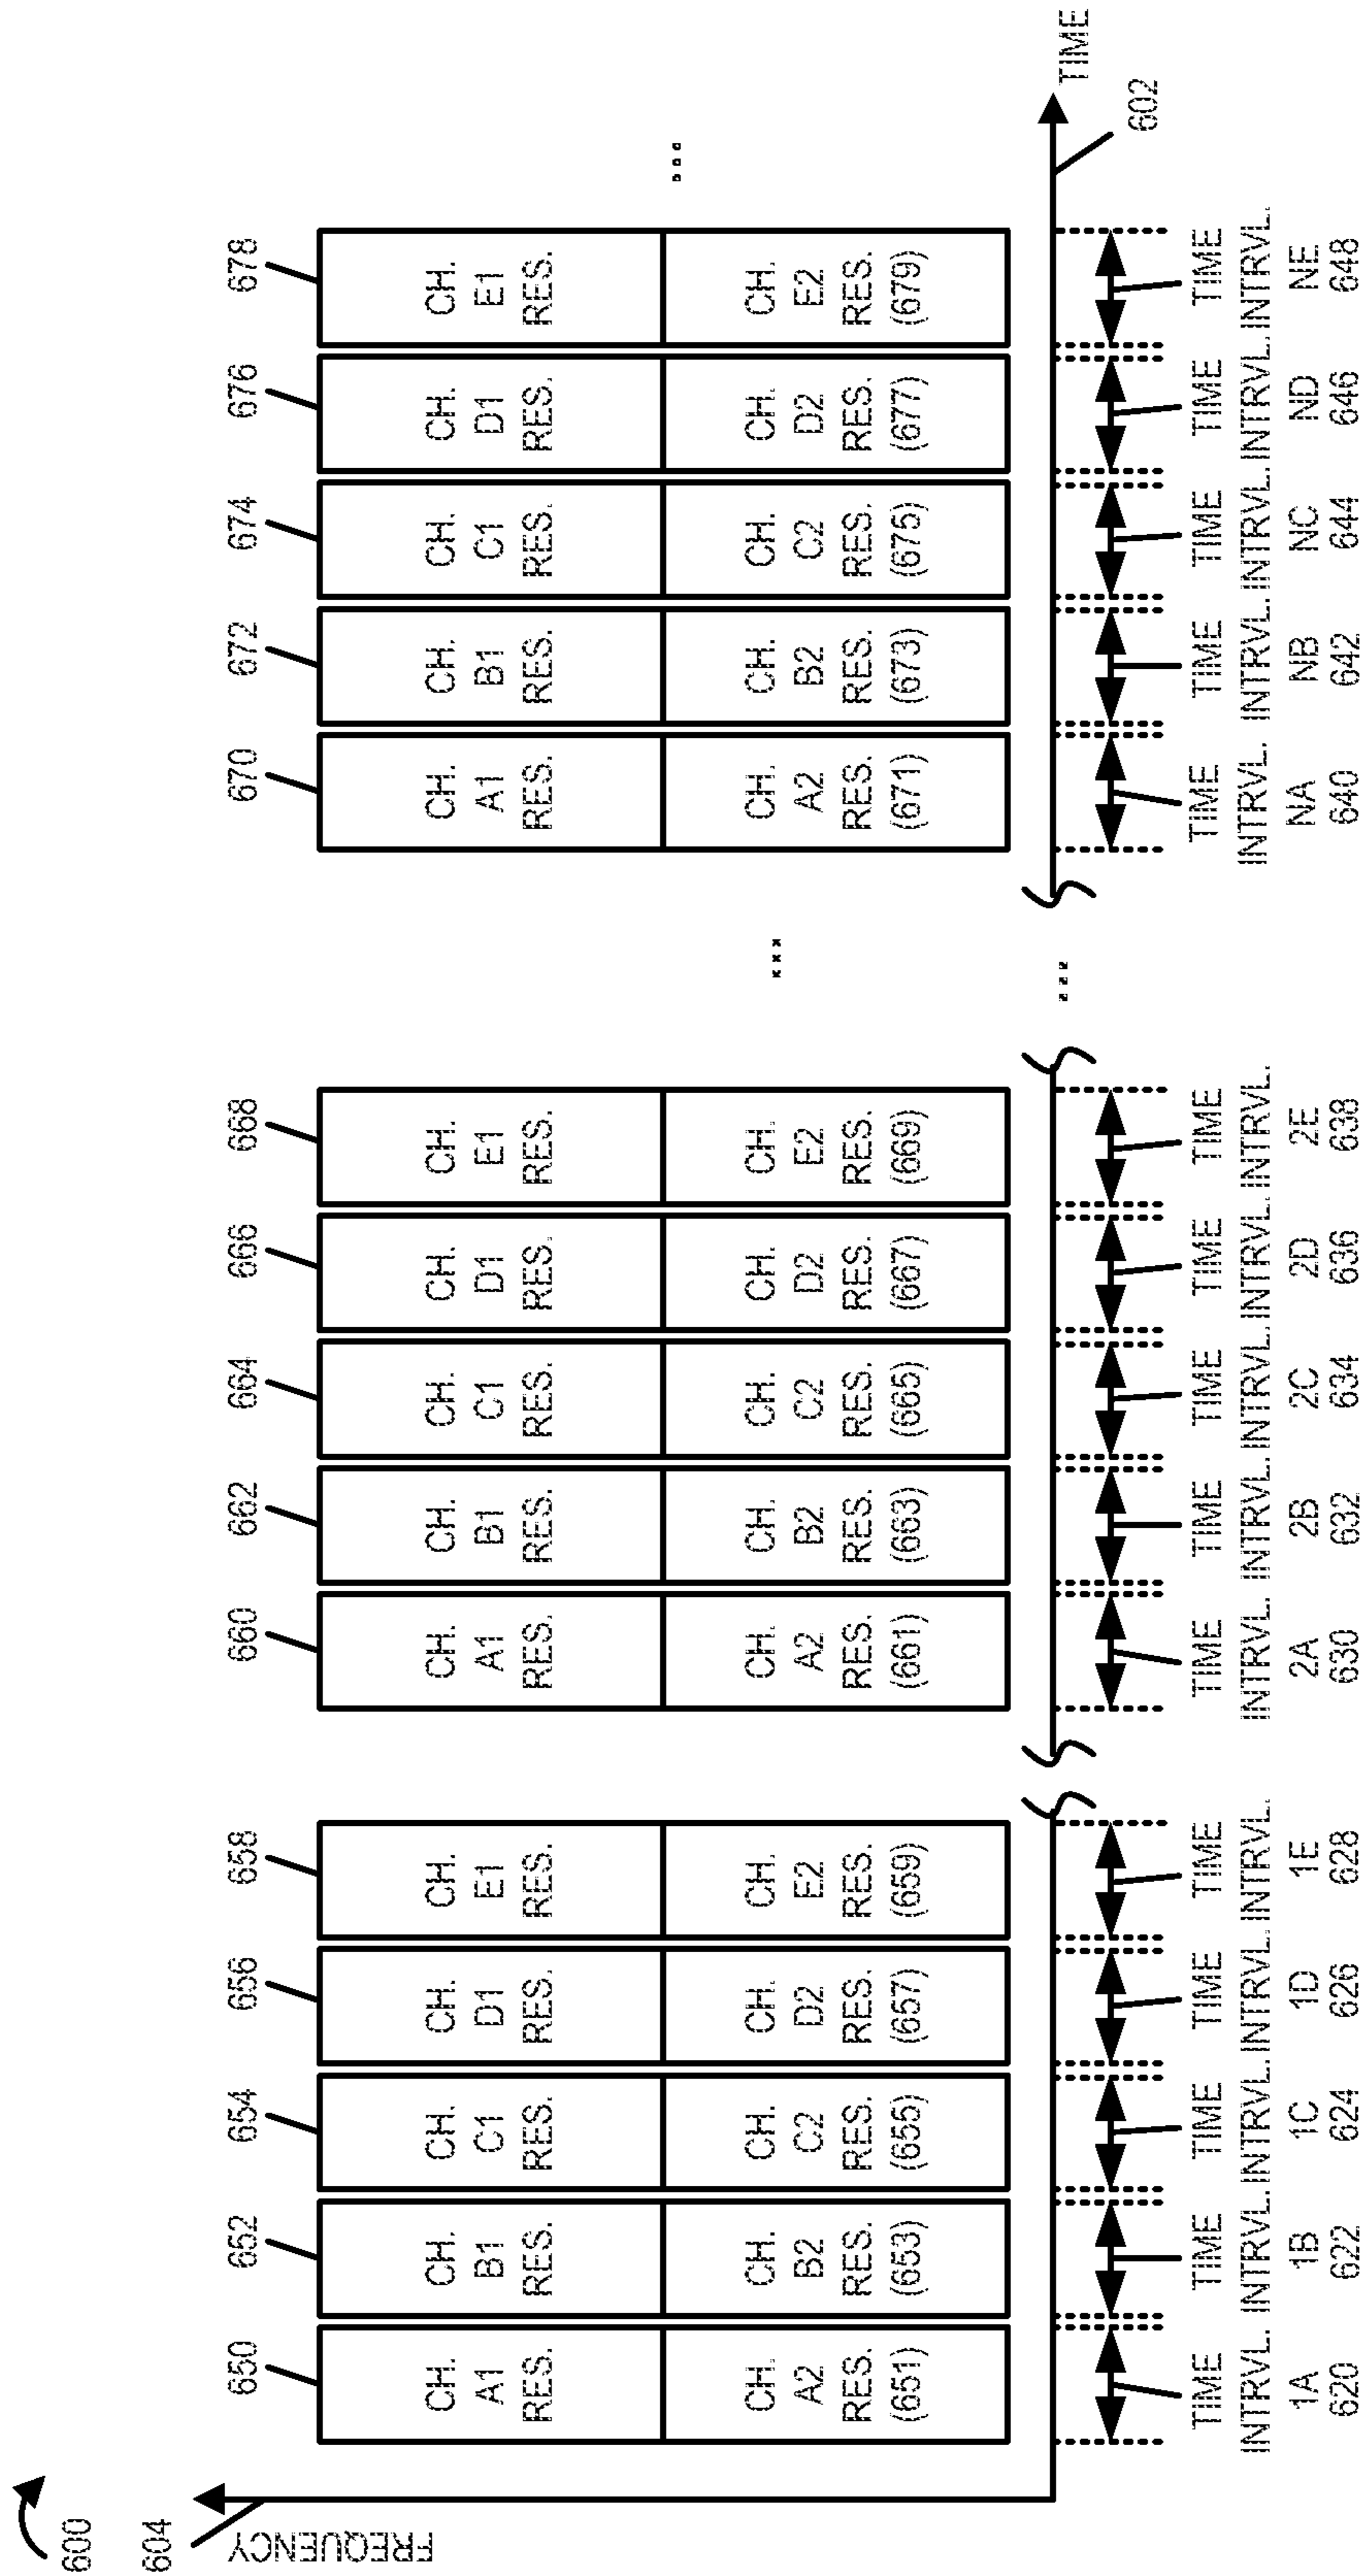 600
604
FREQUENCY
650 652 654 656 658 660 662 664 666 668 670 672 674 676 678
CH. CH. CH. CH. CH. CH. CH. CH. CH. CH. CH. CH. CH. CH. CH.
A1 B1 C1 D1 E1 A1 B1 C1 D1 E1 A1 B1 C1 D1 E1
RES. RES. RES. RES. RES. RES. RES. RES. RES. RES. RES. RES. RES. RES. RES.
...
CH. CH. CH. CH. CH. CH. CH. CH. CH. CH. CH. CH. CH. CH. CH.
A2 B2 C2 D2 E2 A2 B2 C2 D2 E2 ... A2 B2 C2 D2 E2
RES. RES. RES. RES. RES. RES. RES. RES. RES. RES. RES. RES. RES. RES. RES.
(651) (653) (655) (657) (659) (661) (663) (665) (667) (669) (671) (673) (675) (677) (679)
...
TIME
602
TIME TIME TIME TIME TIME TIME TIME TIME TIME TIME TIME TIME TIME TIME TIME
INTRVL. INTRVL. INTRVL. INTRVL. INTRVL. INTRVL. INTRVL. INTRVL. INTRVL. INTRVL. INTRVL. INTRVL. INTRVL. INTRVL. INTRVL.
1A 1B 1C 1D 1E 2A 2B 2C 2D 2E NA NB NC ND NE
620 622 624 626 628 630 632 634 636 638 640 642 644 646 648